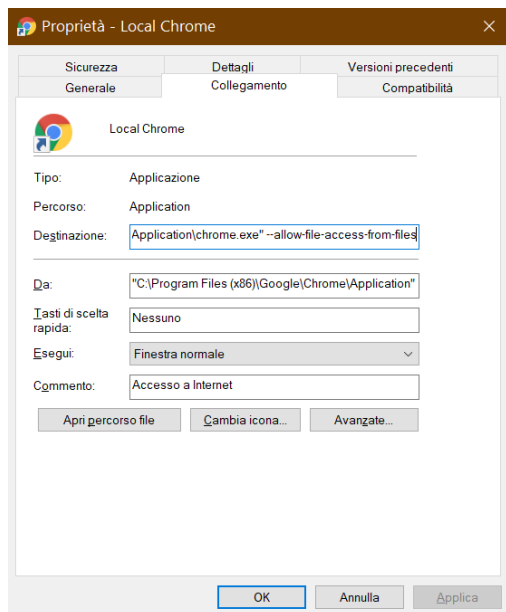 Proprietà - Local Chrome
Sicurezza Dettagli Versioni precedenti
Generale Collegamento Compatibilità
Local Chrome
Tipo: Applicazione
Percorso: Application
Destinazione: Application\chrome.exe" --allow-file-access-from-files
Da: "C:\Program Files (x86)\Google\Chrome\Application"
Tasti di scelta
rapida: Nessuno
Esegui: Finestra normale
Commento: Accesso a Internet
Apri percorso file Cambia icona... Avanzate...
OK Annulla Applica